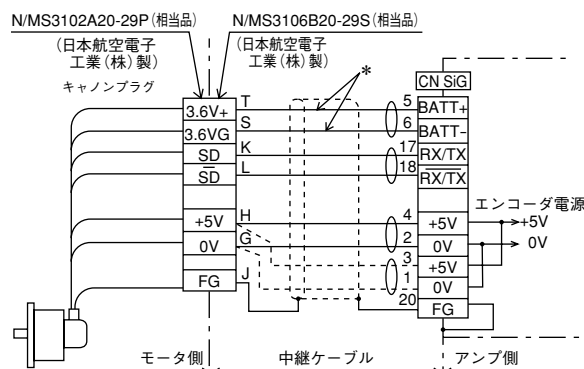 N/MS3102A20-29P(相当品) N/MS3106B20-29S(相当品)
(日本航空電子 (日本航空電子
工業(株)製) 工業(株)製)
キャノンプラグ
*
CN SiG
3.6V+ T 5 BATT+
3.6VG S 6 BATT−
SD K 17 RX/TX
S̅D̅ L 18 R̅X̅/T̅X̅
エンコーダ電源
+5V H 4 +5V +5V
0V G 2 0V 0V
3 +5V
1 0V
FG J 20 FG
モータ側 中継ケーブル アンプ側